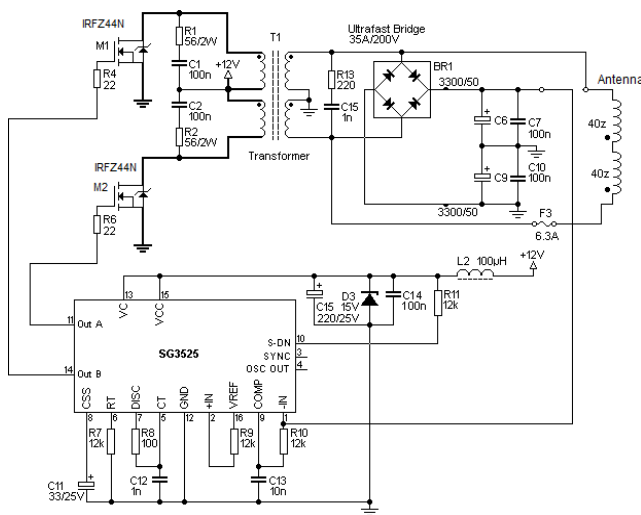 IRFZ44N
M1
R4
22
R1
56/2W
C1
100n
+12V
C2
100n
R2
56/2W
T1
Transformer
IRFZ44N
M2
R6
22
Ultrafast Bridge
35A/200V
BR1
R13
220
C15
1n
3300/50
C6
C7
100n
C9
C10
100n
3300/50
Antenna
40z
40z
F3
6.3A
L2 100µH
+12V
C15
220/25V
D3
15V
C14
100n
R11
12k
13
VC
15
VCC
11
Out A
14
Out B
SG3525
S-DN
10
SYNC
3
OSC OUT
4
CSS
RT
DISC
CT
GND
+IN
VREF
COMP
-IN
8
6
7
5
12
2
16
9
1
R7
12k
R8
100
R9
12k
R10
12k
C11
33/25V
C12
1n
C13
10n